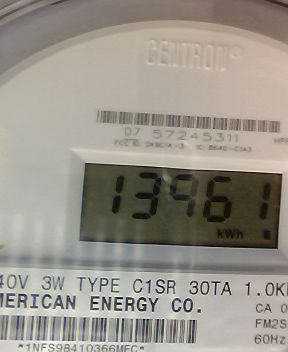 CENTRON®
07 57245311
13961
kWh
40V 3W TYPE C1SR 30TA 1.0K
MERICAN ENERGY CO.
CA 0
FM2S
60Hz
*1NFS98410366MFC*